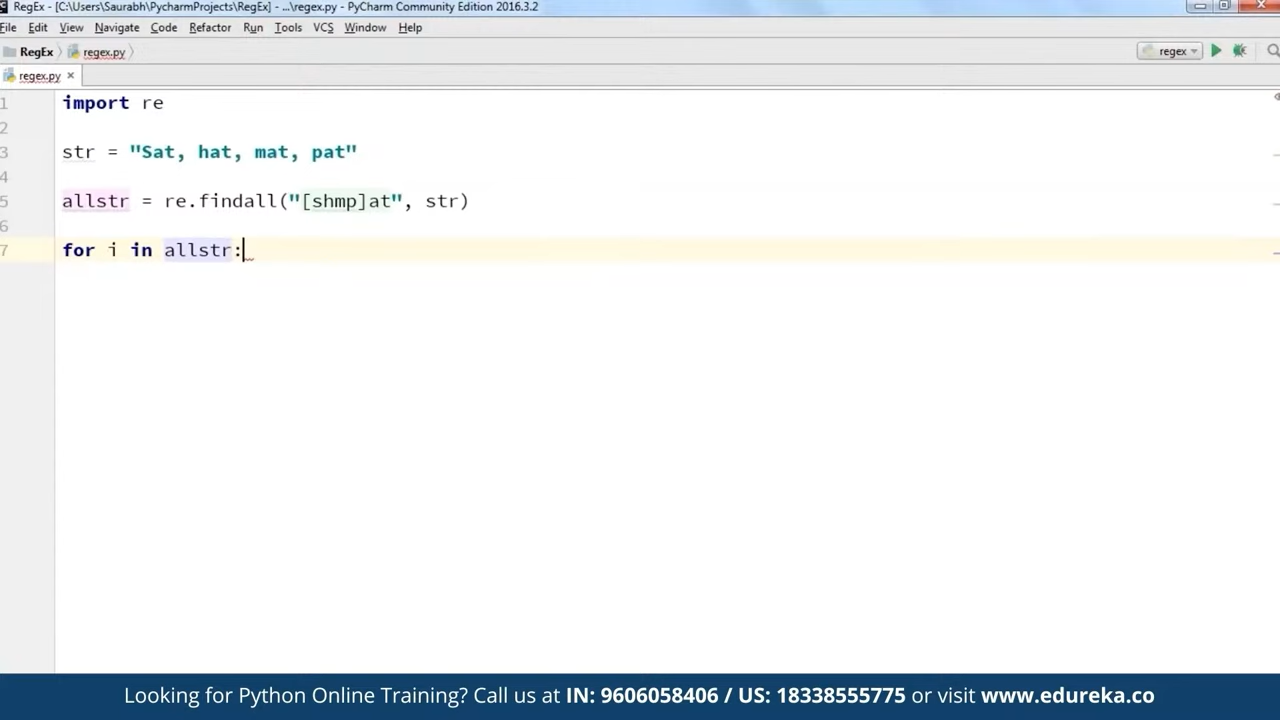 RegEx - [C:\Users\Saurabh\PycharmProjects\RegEx] - ...\regex.py - PyCharm Community Edition 2016.3.2
File Edit View Navigate Code Refactor Run Tools VCS Window Help
RegEx regex.py regex
regex.py
1 import re
2
3 str = "Sat, hat, mat, pat"
4
5 allstr = re.findall("[shmp]at", str)
6
7 for i in allstr:
Looking for Python Online Training? Call us at IN: 9606058406 / US: 18338555775 or visit www.edureka.co